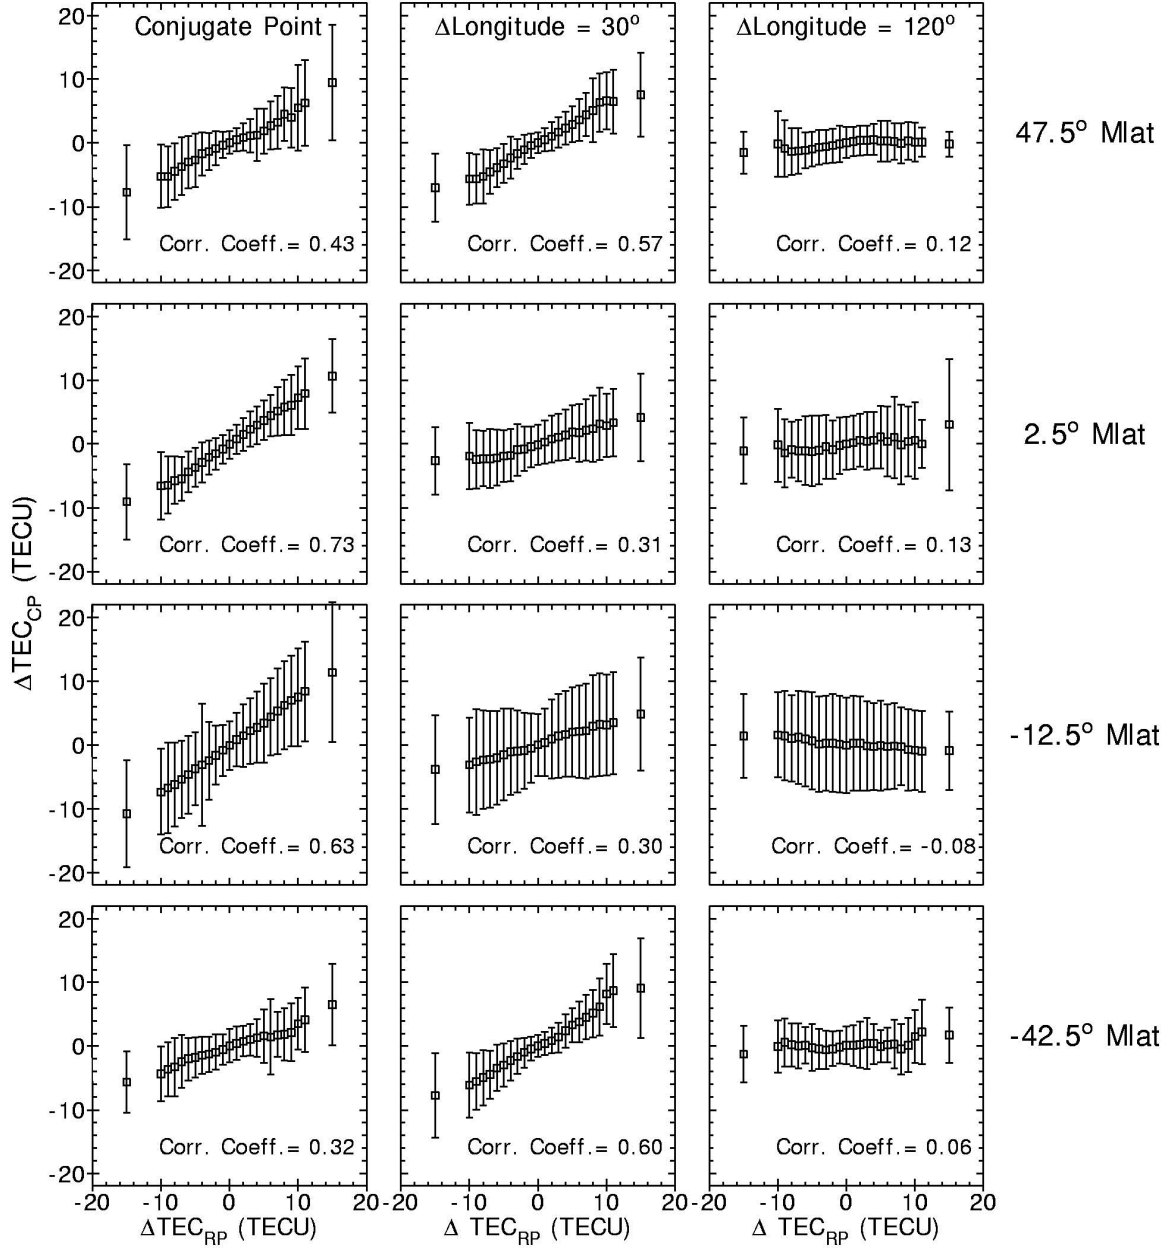 Conjugate Point
ΔLongitude = 30°
ΔLongitude = 120°
20
10
0
-10
-20
Corr. Coeff.= 0.43
Corr. Coeff.= 0.57
Corr. Coeff.= 0.12
47.5° Mlat
20
10
0
-10
-20
Corr. Coeff.= 0.73
Corr. Coeff.= 0.31
Corr. Coeff.= 0.13
2.5° Mlat
ΔTEC_CP (TECU)
20
10
0
-10
-20
Corr. Coeff.= 0.63
Corr. Coeff.= 0.30
Corr. Coeff.= -0.08
-12.5° Mlat
20
10
0
-10
-20
Corr. Coeff.= 0.32
Corr. Coeff.= 0.60
Corr. Coeff.= 0.06
-42.5° Mlat
-20 -10 0 10 20
-20 -10 0 10 20
-20 -10 0 10 20
ΔTEC_RP (TECU)
Δ TEC_RP (TECU)
Δ TEC_RP (TECU)